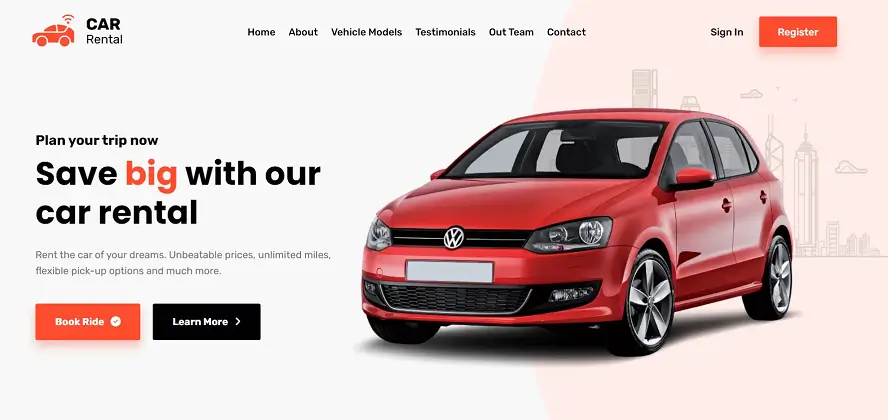 CAR
Rental
Home About Vehicle Models Testimonials Out Team Contact
Sign In Register
Plan your trip now
Save big with our
car rental
Rent the car of your dreams. Unbeatable prices, unlimited miles,
flexible pick-up options and much more.
Book Ride Learn More